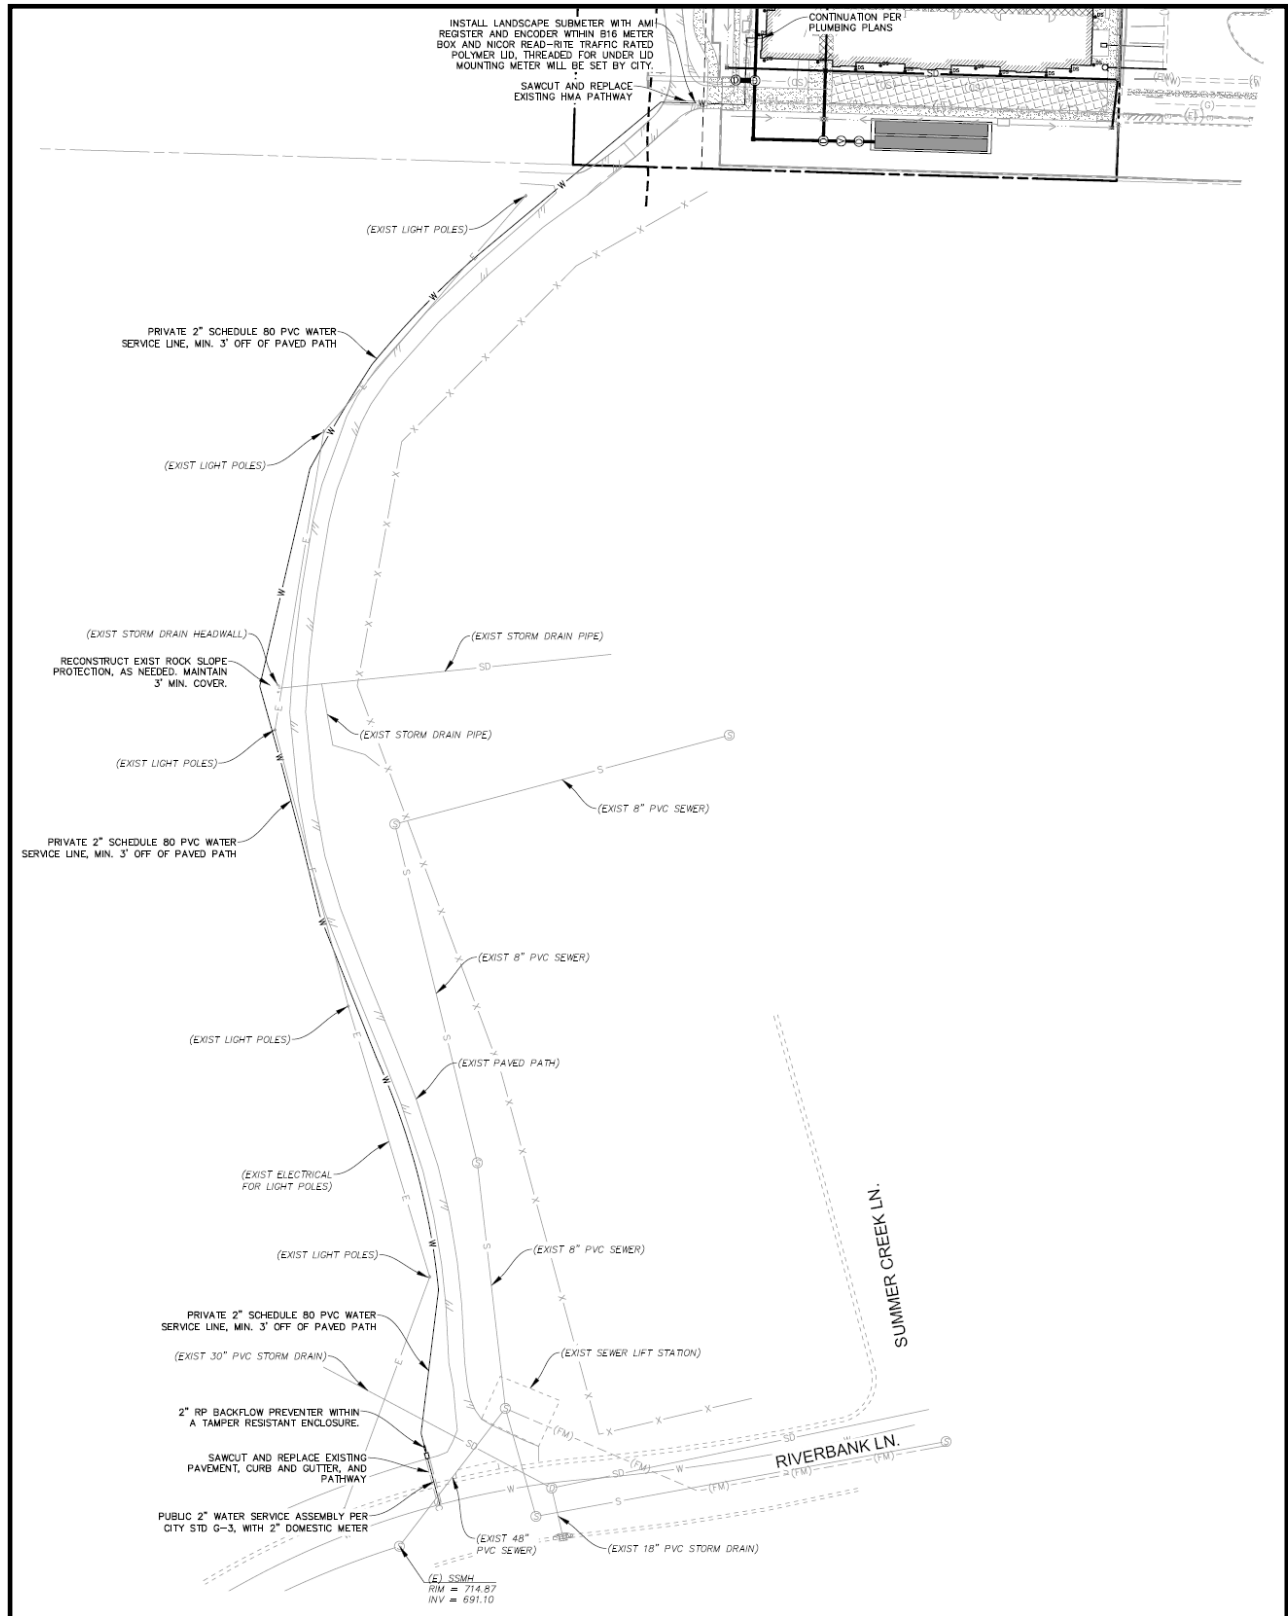 INSTALL LANDSCAPE SUBMETER WITH AMI
REGISTER AND ENCODER WTIHIN B16 METER
BOX AND NICOR READ-RITE TRAFFIC RATED
POLYMER LID, THREADED FOR UNDER LID
MOUNTING METER WILL BE SET BY CITY.
CONTINUATION PER
PLUMBING PLANS
SAWCUT AND REPLACE
EXISTING HMA PATHWAY
SD
(G)
W
W
(EXIST LIGHT POLES)
E
W
PRIVATE 2" SCHEDULE 80 PVC WATER
SERVICE LINE, MIN. 3' OFF OF PAVED PATH
E
W
(EXIST LIGHT POLES)
E
W
(EXIST STORM DRAIN HEADWALL)
(EXIST STORM DRAIN PIPE)
RECONSTRUCT EXIST ROCK SLOPE
PROTECTION, AS NEEDED. MAINTAIN
3' MIN. COVER.
SD
E
(EXIST STORM DRAIN PIPE)
S
(EXIST LIGHT POLES)
W
S
(EXIST 8" PVC SEWER)
S
PRIVATE 2" SCHEDULE 80 PVC WATER
SERVICE LINE, MIN. 3' OFF OF PAVED PATH
S
E
W
(EXIST 8" PVC SEWER)
(EXIST LIGHT POLES)
E
S
(EXIST PAVED PATH)
W
(EXIST ELECTRICAL
FOR LIGHT POLES)
S
E
SUMMER CREEK LN.
W
S
(EXIST 8" PVC SEWER)
(EXIST LIGHT POLES)
PRIVATE 2" SCHEDULE 80 PVC WATER
SERVICE LINE, MIN. 3' OFF OF PAVED PATH
(EXIST 30" PVC STORM DRAIN)
E
(EXIST SEWER LIFT STATION)
2" RP BACKFLOW PREVENTER WITHIN
A TAMPER RESISTANT ENCLOSURE.
S
(FM)
SD
SD
RIVERBANK LN.
S
SAWCUT AND REPLACE EXISTING
PAVEMENT, CURB AND GUTTER, AND
PATHWAY
(FM)
SD
W
(FM)
(FM)
W
S
PUBLIC 2" WATER SERVICE ASSEMBLY PER
CITY STD G-3, WITH 2" DOMESTIC METER
S
S
(EXIST 48"
PVC SEWER)
(EXIST 18" PVC STORM DRAIN)
(E) SSMH
RIM = 714.87
INV = 691.10